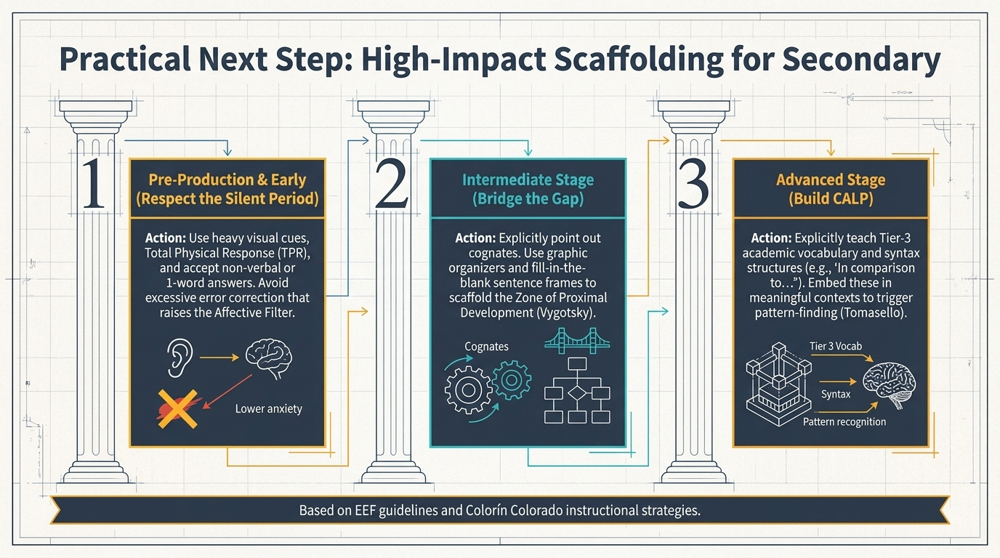 Practical Next Step: High-Impact Scaffolding for Secondary
1
Pre-Production & Early
(Respect the Silent Period)
Action: Use heavy visual cues,
Total Physical Response (TPR),
and accept non-verbal or
1-word answers. Avoid
excessive error correction that
raises the Affective Filter.
Lower anxiety
2
Intermediate Stage
(Bridge the Gap)
Action: Explicitly point out
cognates. Use graphic
organizers and fill-in-the-
blank sentence frames to
scaffold the Zone of Proximal
Development (Vygotsky).
Cognates
3
Advanced Stage
(Build CALP)
Action: Explicitly teach Tier-3
academic vocabulary and syntax
structures (e.g., 'In comparison
to…”). Embed these in
meaningful contexts to trigger
pattern-finding (Tomasello).
Tier 3 Vocab
Syntax
Pattern recognition
Based on EEF guidelines and Colorín Colorado instructional strategies.